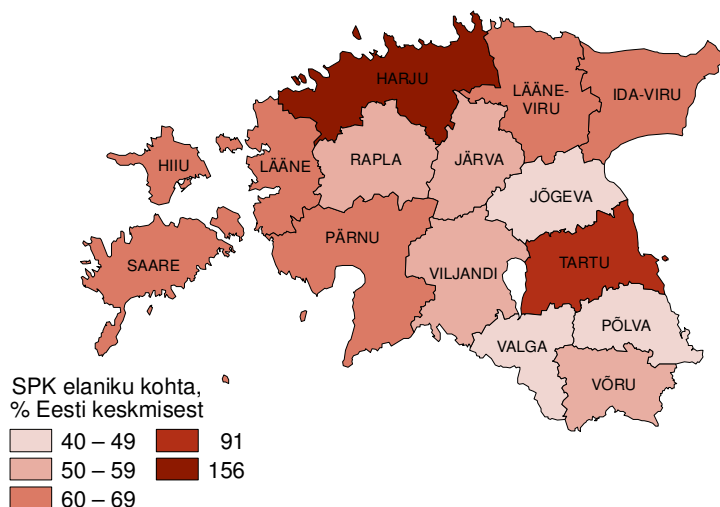 HARJU
LÄÄNE-
VIRU
IDA-VIRU
HIIU
LÄÄNE
RAPLA
JÄRVA
JÕGEVA
SAARE
PÄRNU
VILJANDI
TARTU
VALGA
PÕLVA
VÕRU
SPK elaniku kohta,
% Eesti keskmisest
40 – 49
91
50 – 59
156
60 – 69